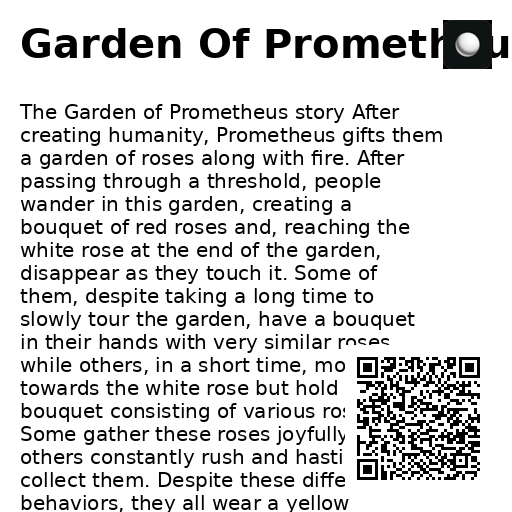 Garden Of Prometheu
The Garden of Prometheus story After
creating humanity, Prometheus gifts them
a garden of roses along with fire. After
passing through a threshold, people
wander in this garden, creating a
bouquet of red roses and, reaching the
white rose at the end of the garden,
disappear as they touch it. Some of
them, despite taking a long time to
slowly tour the garden, have a bouquet
in their hands with very similar roses
while others, in a short time, mo
towards the white rose but hold
bouquet consisting of various ros
Some gather these roses joyfully
others constantly rush and hasti
collect them. Despite these diffe
behaviors, they all wear a yellow